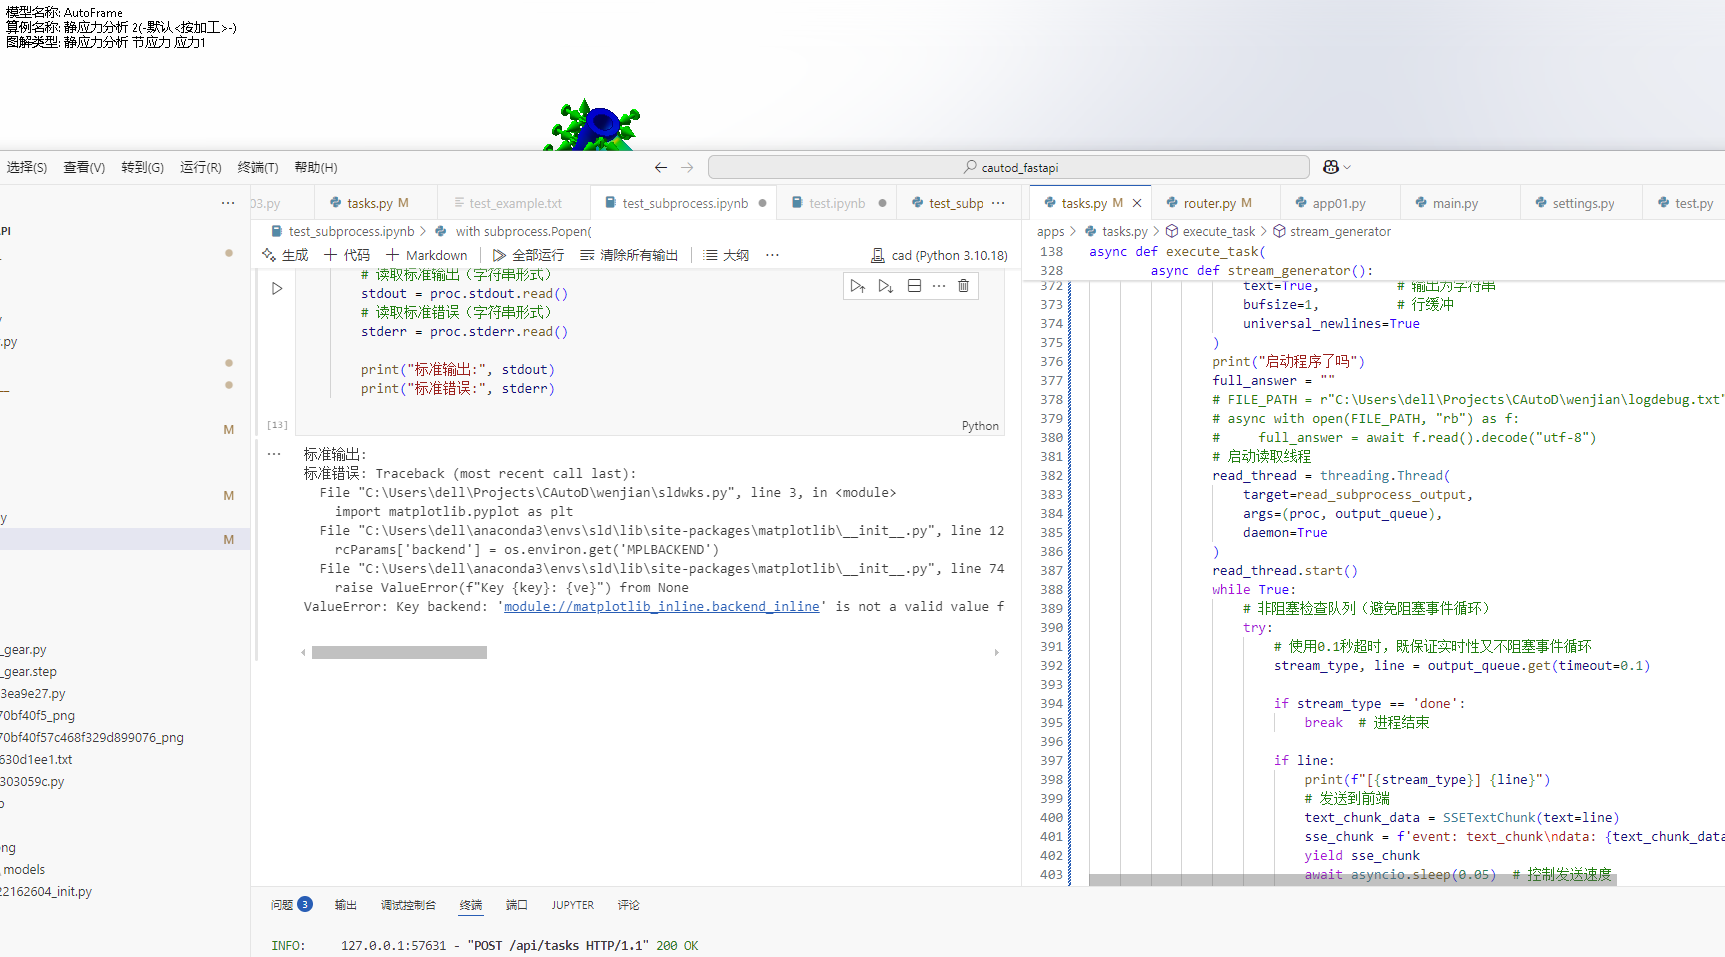 模型名称: AutoFrame
算例名称: 静应力分析 2(-默认<按加工>-)
图解类型: 静应力分析 节应力 应力1
选择(S) 查看(V) 转到(G) 运行(R) 终端(T) 帮助(H)
cautod_fastapi
03.py
tasks.py M
test_example.txt
test_subprocess.ipynb
test.ipynb
test_subp
tasks.py M
router.py M
app01.py
main.py
settings.py
test.py
PI
.py
M
M
y
M
_gear.py
_gear.step
3ea9e27.py
70bf40f5_png
70bf40f57c468f329d899076_png
630d1ee1.txt
303059c.py
ng
_models
22162604_init.py
test_subprocess.ipynb > with subprocess.Popen(
生成 + 代码 + Markdown 全部运行 清除所有输出 大纲 ··· cad (Python 3.10.18)
# 读取标准输出（字符串形式）
stdout = proc.stdout.read()
# 读取标准错误（字符串形式）
stderr = proc.stderr.read()
print("标准输出:", stdout)
print("标准错误:", stderr)
[13]
Python
标准输出:
标准错误: Traceback (most recent call last):
File "C:\Users\dell\Projects\CAutoD\wenjian\sldwks.py", line 3, in <module>
import matplotlib.pyplot as plt
File "C:\Users\dell\anaconda3\envs\sld\lib\site-packages\matplotlib\__init__.py", line 12
rcParams['backend'] = os.environ.get('MPLBACKEND')
File "C:\Users\dell\anaconda3\envs\sld\lib\site-packages\matplotlib\__init__.py", line 74
raise ValueError(f"Key {key}: {ve}") from None
ValueError: Key backend: 'module://matplotlib_inline.backend_inline' is not a valid value f
apps > tasks.py > execute_task > stream_generator
138 async def execute_task(
328 async def stream_generator():
372 text=True, # 输出为字符串
373 bufsize=1, # 行缓冲
374 universal_newlines=True
375 )
376 print("启动程序了吗")
377 full_answer = ""
378 # FILE_PATH = r"C:\Users\dell\Projects\CAutoD\wenjian\logdebug.txt"
379 # async with open(FILE_PATH, "rb") as f:
380 # full_answer = await f.read().decode("utf-8")
381 # 启动读取线程
382 read_thread = threading.Thread(
383 target=read_subprocess_output,
384 args=(proc, output_queue),
385 daemon=True
386 )
387 read_thread.start()
388 while True:
389 # 非阻塞检查队列（避免阻塞事件循环）
390 try:
391 # 使用0.1秒超时，既保证实时性又不阻塞事件循环
392 stream_type, line = output_queue.get(timeout=0.1)
393
394 if stream_type == 'done':
395 break # 进程结束
396
397 if line:
398 print(f"[{stream_type}] {line}")
399 # 发送到前端
400 text_chunk_data = SSETextChunk(text=line)
401 sse_chunk = f'event: text_chunk\ndata: {text_chunk_data
402 yield sse_chunk
403 await asyncio.sleep(0.05) # 控制发送速度
问题 3 输出 调试控制台 终端 端口 JUPYTER 评论
INFO: 127.0.0.1:57631 - "POST /api/tasks HTTP/1.1" 200 OK